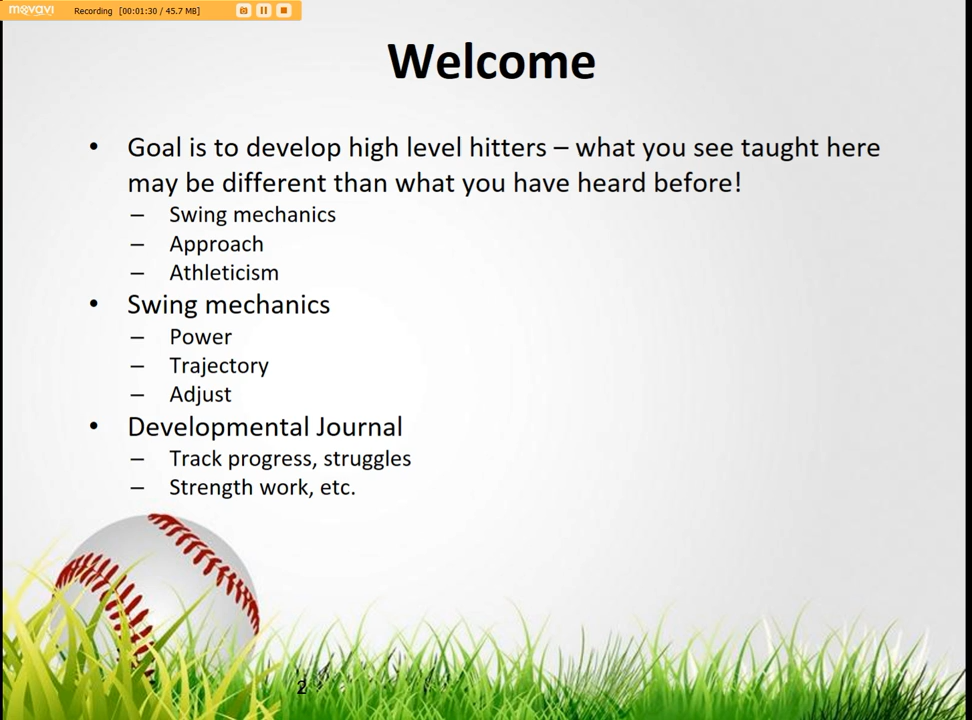 movavi Recording [00:01:30 / 45.7 MB]
Welcome
• Goal is to develop high level hitters – what you see taught here
may be different than what you have heard before!
– Swing mechanics
– Approach
– Athleticism
• Swing mechanics
– Power
– Trajectory
– Adjust
• Developmental Journal
– Track progress, struggles
– Strength work, etc.
2